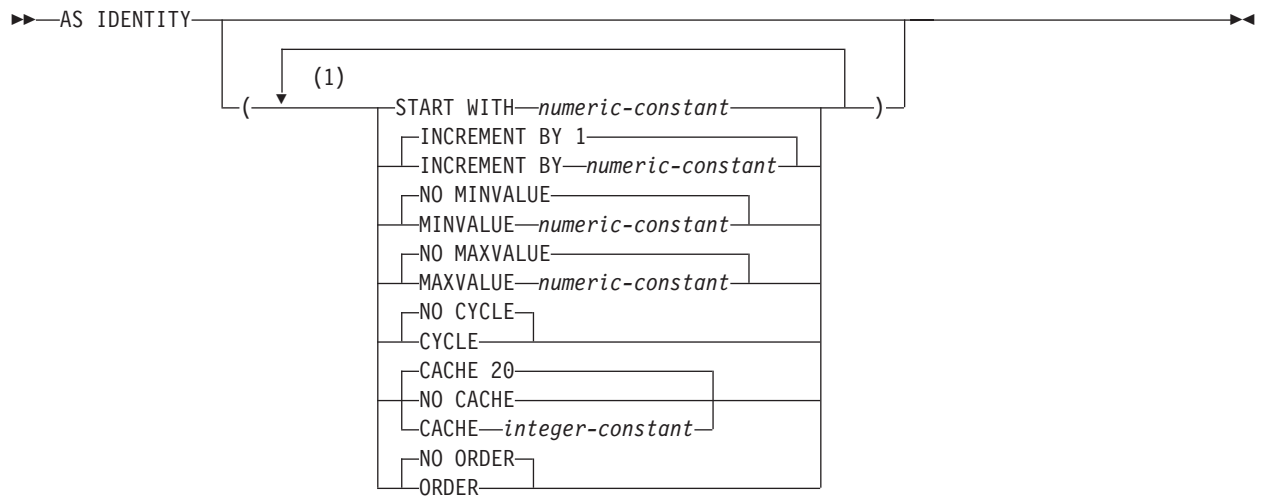 AS IDENTITY
(1)
( START WITH numeric-constant )
INCREMENT BY 1
INCREMENT BY numeric-constant
NO MINVALUE
MINVALUE numeric-constant
NO MAXVALUE
MAXVALUE numeric-constant
NO CYCLE
CYCLE
CACHE 20
NO CACHE
CACHE integer-constant
NO ORDER
ORDER